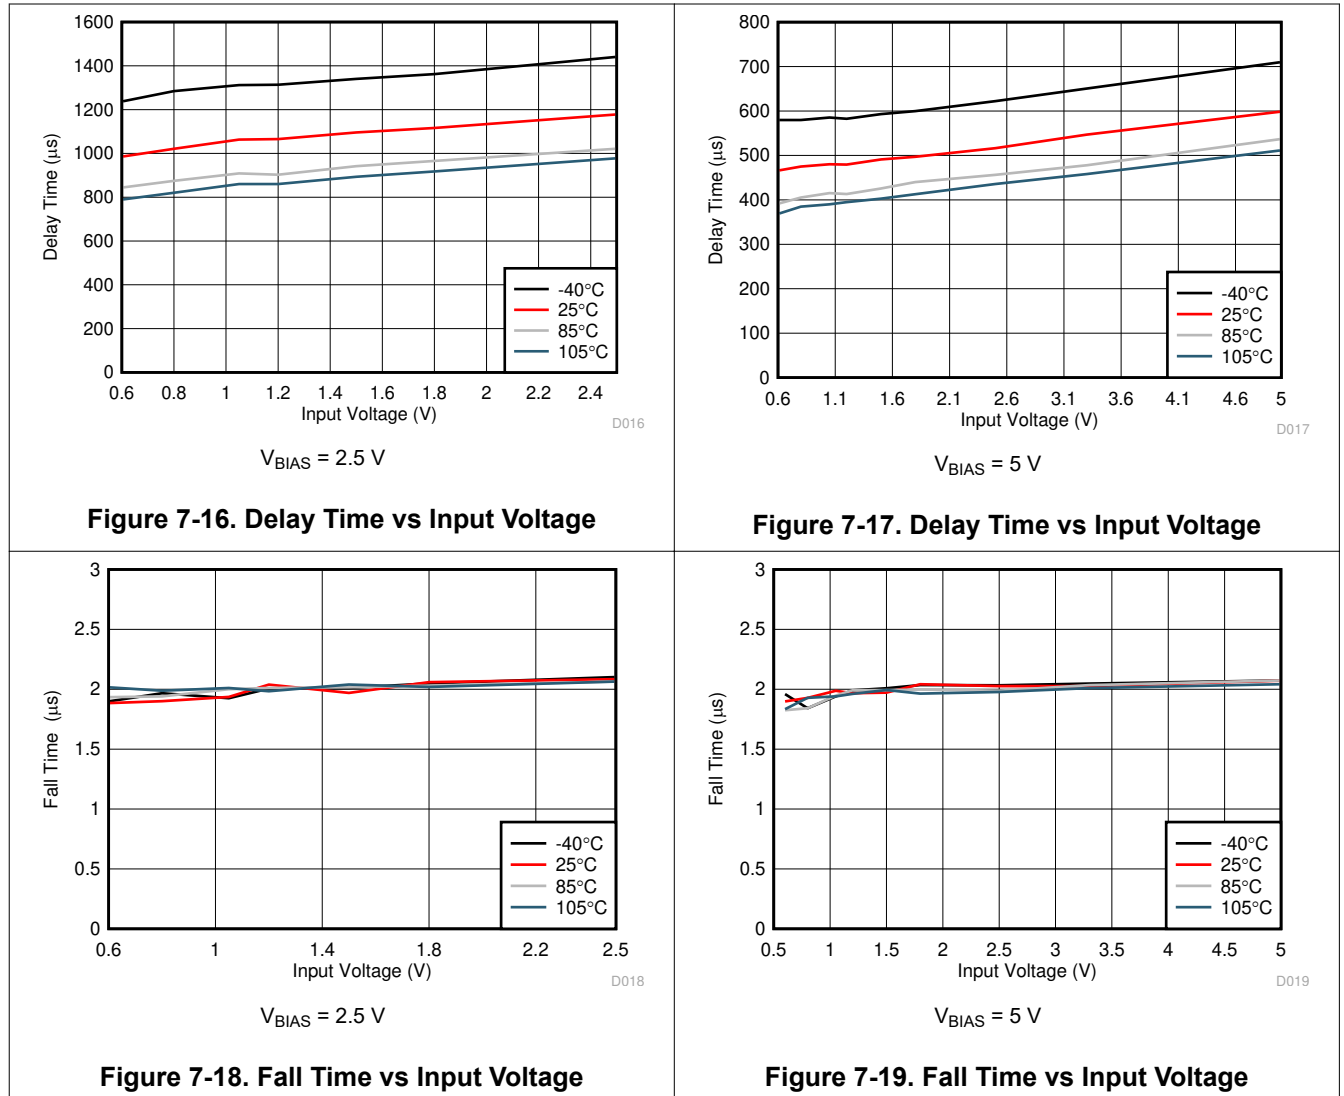 1600
1400
1200
1000
800
600
400
200
0
Delay Time (μs)
-40°C
25°C
85°C
105°C
0.6 0.8 1 1.2 1.4 1.6 1.8 2 2.2 2.4
Input Voltage (V)
D016
V_BIAS = 2.5 V
Figure 7-16. Delay Time vs Input Voltage
800
700
600
500
400
300
200
100
0
Delay Time (μs)
-40°C
25°C
85°C
105°C
0.6 1.1 1.6 2.1 2.6 3.1 3.6 4.1 4.6 5
Input Voltage (V)
D017
V_BIAS = 5 V
Figure 7-17. Delay Time vs Input Voltage
3
2.5
2
1.5
1
0.5
0
Fall Time (μs)
-40°C
25°C
85°C
105°C
0.6 1 1.4 1.8 2.2 2.5
Input Voltage (V)
D018
V_BIAS = 2.5 V
Figure 7-18. Fall Time vs Input Voltage
3
2.5
2
1.5
1
0.5
0
Fall Time (μs)
-40°C
25°C
85°C
105°C
0.5 1 1.5 2 2.5 3 3.5 4 4.5 5
Input Voltage (V)
D019
V_BIAS = 5 V
Figure 7-19. Fall Time vs Input Voltage